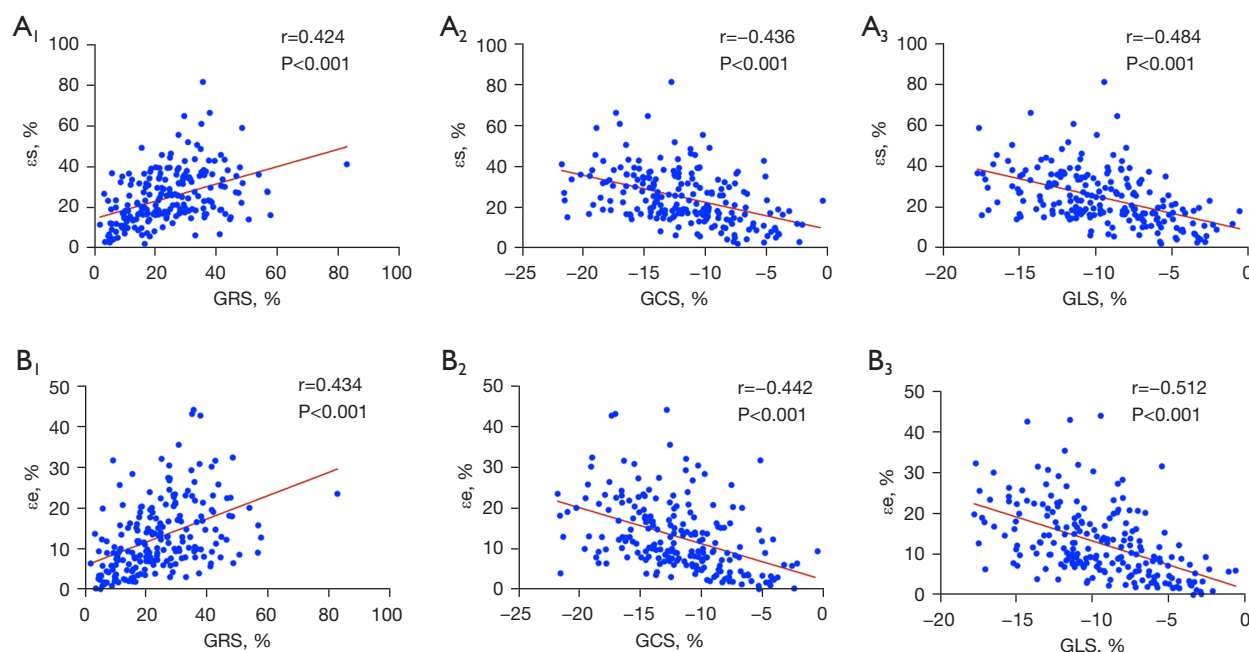 A1
r=0.424
P<0.001
100
80
60
40
20
0
εs, %
0 20 40 60 80 100
GRS, %
A2
r=−0.436
P<0.001
100
80
60
40
20
0
εs, %
−25 −20 −15 −10 −5 0
GCS, %
A3
r=−0.484
P<0.001
100
80
60
40
20
0
εs, %
−20 −15 −10 −5 0
GLS, %
B1
r=0.434
P<0.001
50
40
30
20
10
0
εe, %
0 20 40 60 80 100
GRS, %
B2
r=−0.442
P<0.001
50
40
30
20
10
0
εe, %
−25 −20 −15 −10 −5 0
GCS, %
B3
r=−0.512
P<0.001
50
40
30
20
10
0
εe, %
−20 −15 −10 −5 0
GLS, %